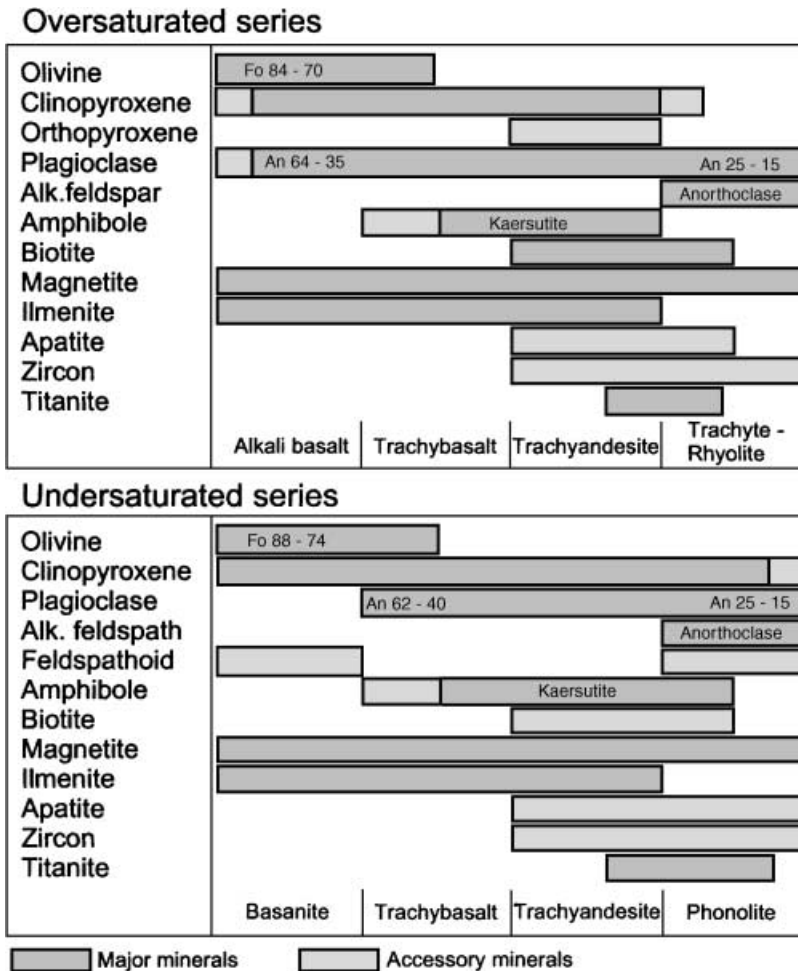 Oversaturated series
Olivine Fo 84 - 70
Clinopyroxene
Orthopyroxene
Plagioclase An 64 - 35 An 25 - 15
Alk.feldspar Anorthoclase
Amphibole Kaersutite
Biotite
Magnetite
Ilmenite
Apatite
Zircon
Titanite
Alkali basalt Trachybasalt Trachyandesite Trachyte - Rhyolite
Undersaturated series
Olivine Fo 88 - 74
Clinopyroxene
Plagioclase An 62 - 40 An 25 - 15
Alk. feldspath Anorthoclase
Feldspathoid
Amphibole Kaersutite
Biotite
Magnetite
Ilmenite
Apatite
Zircon
Titanite
Basanite Trachybasalt Trachyandesite Phonolite
Major minerals Accessory minerals